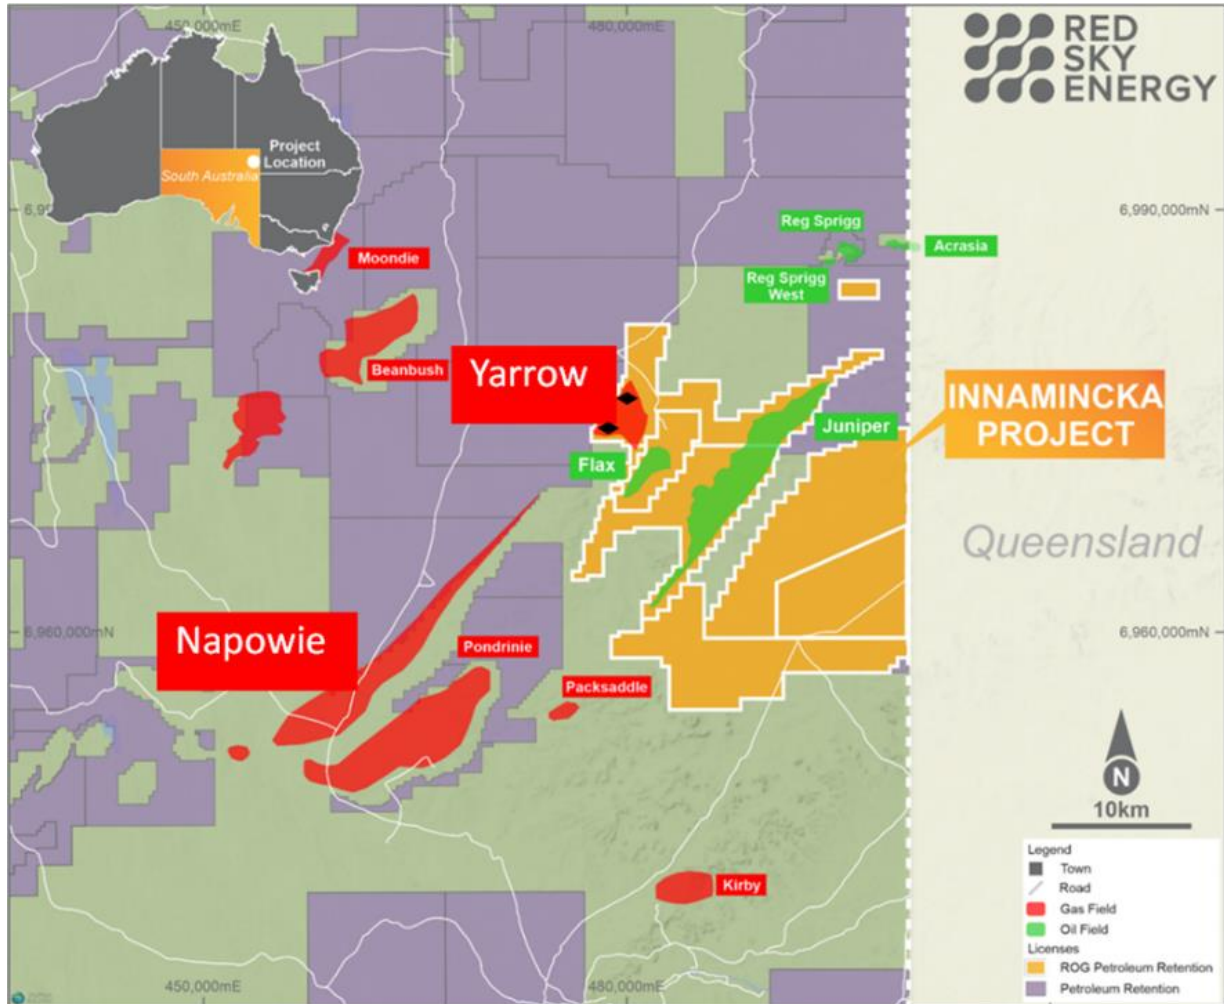 450,000mE
480,000mE
RED
SKY
ENERGY
Project
Location
South Australia
6,990,000mN
Reg Sprigg
Acrasia
Moondie
Reg Sprigg
West
Beanbush
Yarrow
INNAMINCKA
PROJECT
Juniper
Flax
Queensland
Napowie
6,960,000mN
6,960,000mN
Pondrinie
Packsaddle
N
10km
Kirby
Legend
Town
Road
Gas Field
Oil Field
Licenses
ROG Petroleum Retention
Petroleum Retention
450,000mE
480,000mE